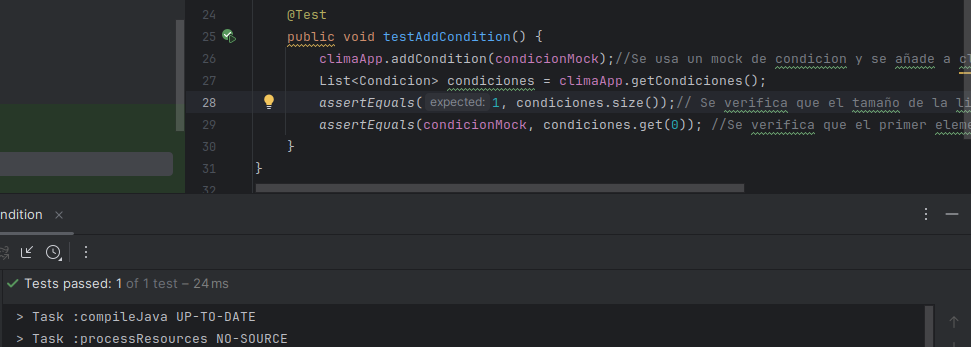 24 @Test
25 public void testAddCondition() {
26 climaApp.addCondition(condicionMock);//Se usa un mock de condicion y se añade a cl
27 List<Condicion> condiciones = climaApp.getCondiciones();
28 assertEquals( expected: 1, condiciones.size());// Se verifica que el tamaño de la li
29 assertEquals(condicionMock, condiciones.get(0)); //Se verifica que el primer eleme
30 }
31 }
32
ndition ×
Tests passed: 1 of 1 test – 24 ms
> Task :compileJava UP-TO-DATE
> Task :processResources NO-SOURCE